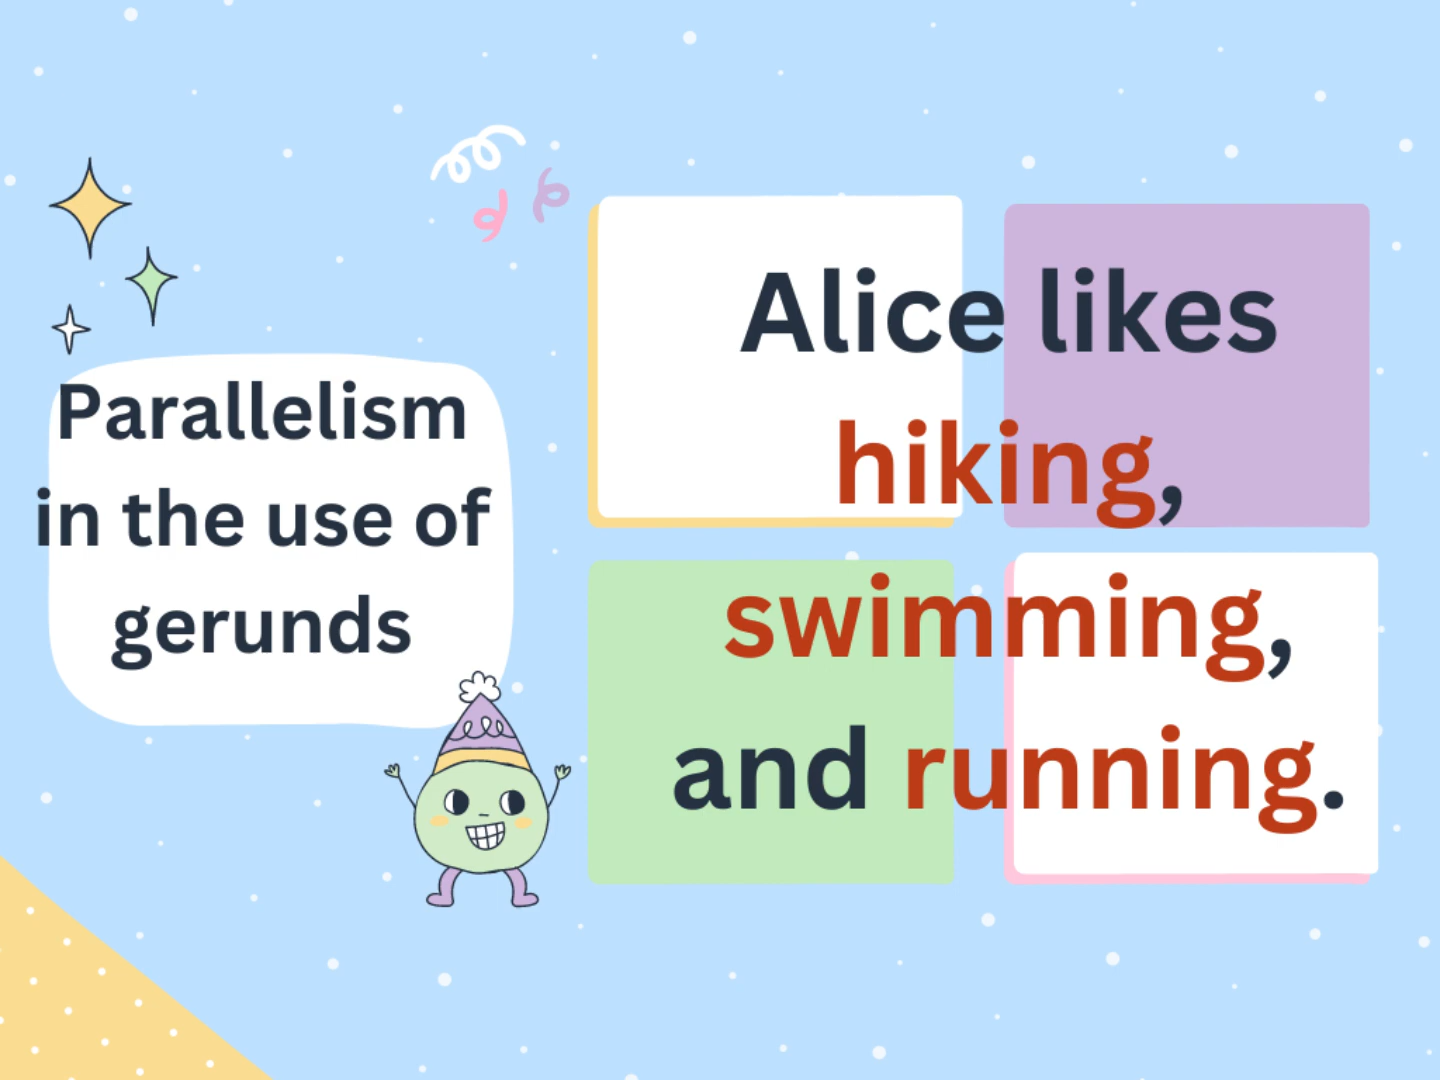 Parallelism
in the use of
gerunds
Alice likes
hiking,
swimming,
and running.